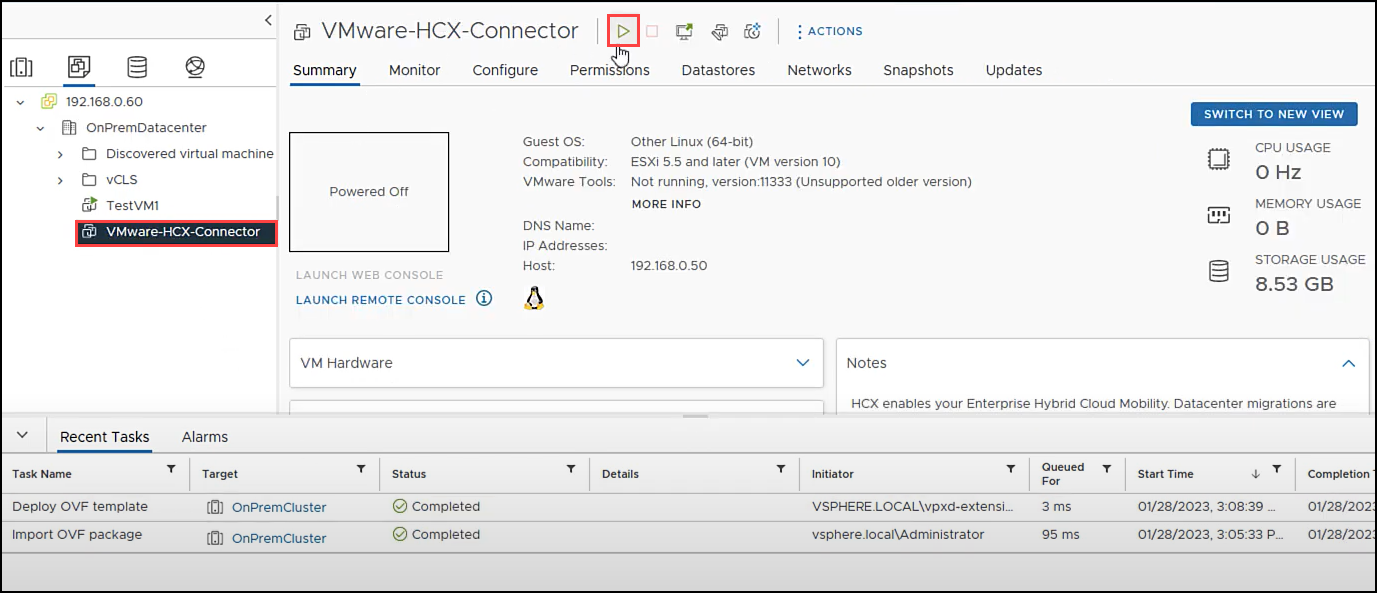 VMware-HCX-Connector
ACTIONS
Summary Monitor Configure Permissions Datastores Networks Snapshots Updates
192.168.0.60
OnPremDatacenter
Discovered virtual machine
vCLS
TestVM1
VMware-HCX-Connector
SWITCH TO NEW VIEW
Powered Off
LAUNCH WEB CONSOLE
LAUNCH REMOTE CONSOLE
Guest OS: Other Linux (64-bit)
Compatibility: ESXi 5.5 and later (VM version 10)
VMware Tools: Not running, version:11333 (Unsupported older version)
MORE INFO
DNS Name:
IP Addresses:
Host: 192.168.0.50
CPU USAGE
0 Hz
MEMORY USAGE
0 B
STORAGE USAGE
8.53 GB
VM Hardware
Notes
HCX enables your Enterprise Hybrid Cloud Mobility. Datacenter migrations are
Recent Tasks Alarms
Task Name Target Status Details Initiator Queued For Start Time Completion T
Deploy OVF template OnPremCluster Completed VSPHERE.LOCAL\vpxd-extensi... 3 ms 01/28/2023, 3:08:39 ... 01/28/2023
Import OVF package OnPremCluster Completed vsphere.local\Administrator 95 ms 01/28/2023, 3:05:33 P... 01/28/2023